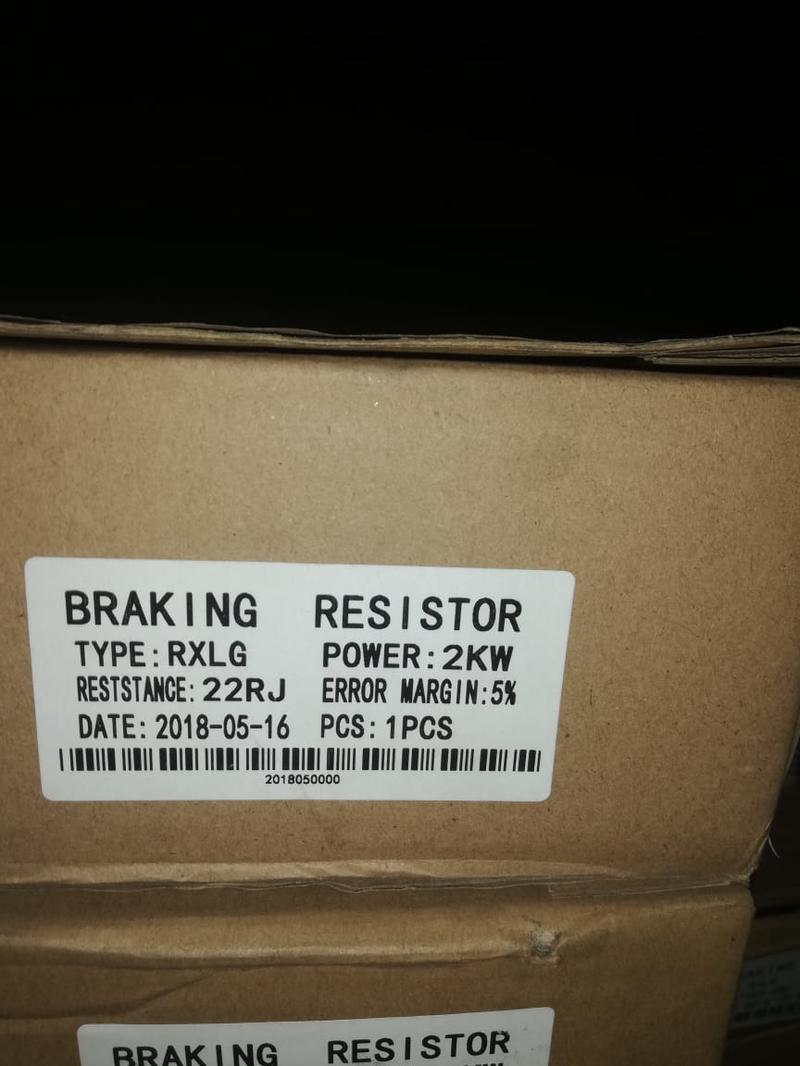 BRAKING RESISTOR
TYPE:RXLG POWER:2KW
RESTSTANCE:22RJ ERROR MARGIN:5%
DATE:2018-05-16 PCS:1PCS
2018050000
BRAKING RESISTOR